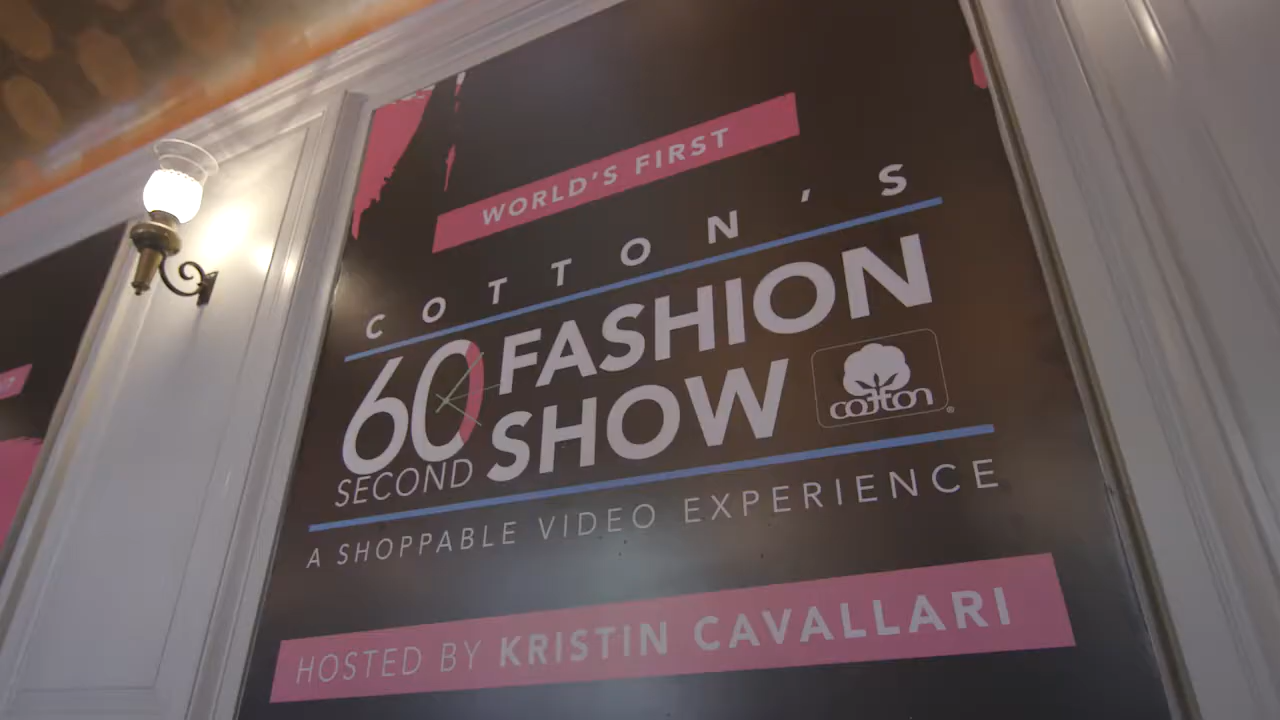 WORLD'S FIRST
COTTON'S
60 FASHION
SECOND SHOW
cotton
®
A SHOPPABLE VIDEO EXPERIENCE
HOSTED BY KRISTIN CAVALLARI